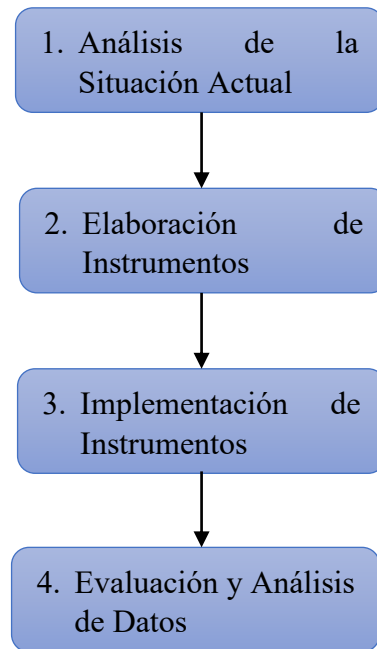 1. Análisis de la
Situación Actual
2. Elaboración de
Instrumentos
3. Implementación de
Instrumentos
4. Evaluación y Análisis
de Datos